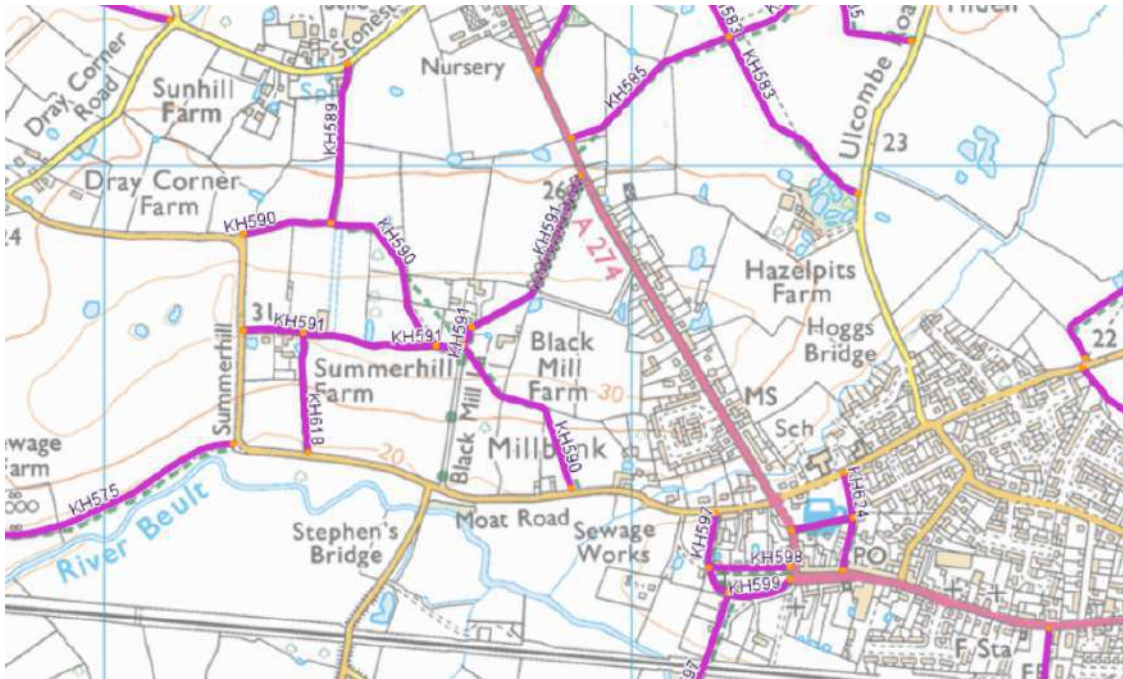 KH583
Ulcombe
Road
Nursery
KH585
KH583
Dray Corner
Road
Sunhill
Farm
KH589
23
Dray Corner
Farm
26
KH591
A 274
KH590
KH590
Hazelpits
Farm
31
KH591
KH591
KH591
Hoggs
Bridge
22
Summerhill
Summerhill
Farm
Black
Mill
Farm
30
MS
KH618
Black Mill
Millbank
KH590
Sch
20
KH575
River Beult
Moat Road
Stephen's
Bridge
Sewage
Works
KH597
KH624
KH598
PO
KH599
F Sta